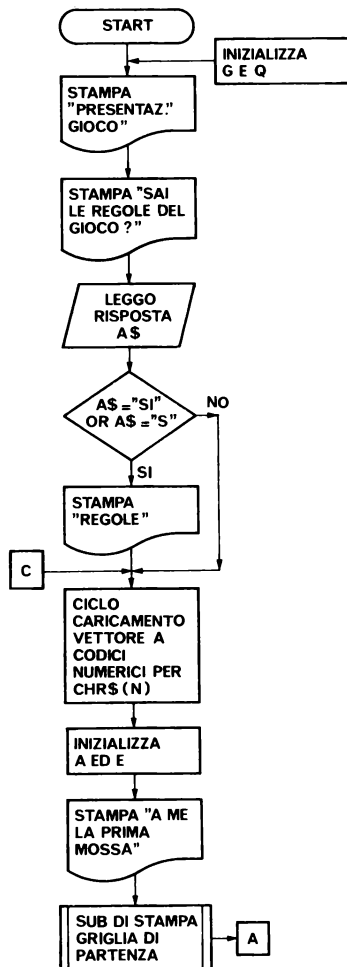 START
INIZIALIZZA
G E Q
STAMPA
"PRESENTAZ."
GIOCO"
STAMPA "SAI
LE REGOLE DEL
GIOCO ?"
LEGGO
RISPOSTA
A$
A$ ="SI"
OR A$ ="S"
NO
SI
STAMPA
"REGOLE"
C
CICLO
CARICAMENTO
VETTORE A
CODICI
NUMERICI PER
CHR$ (N)
INIZIALIZZA
A ED E
STAMPA "A ME
LA PRIMA
MOSSA"
SUB DI STAMPA
GRIGLIA DI
PARTENZA
A